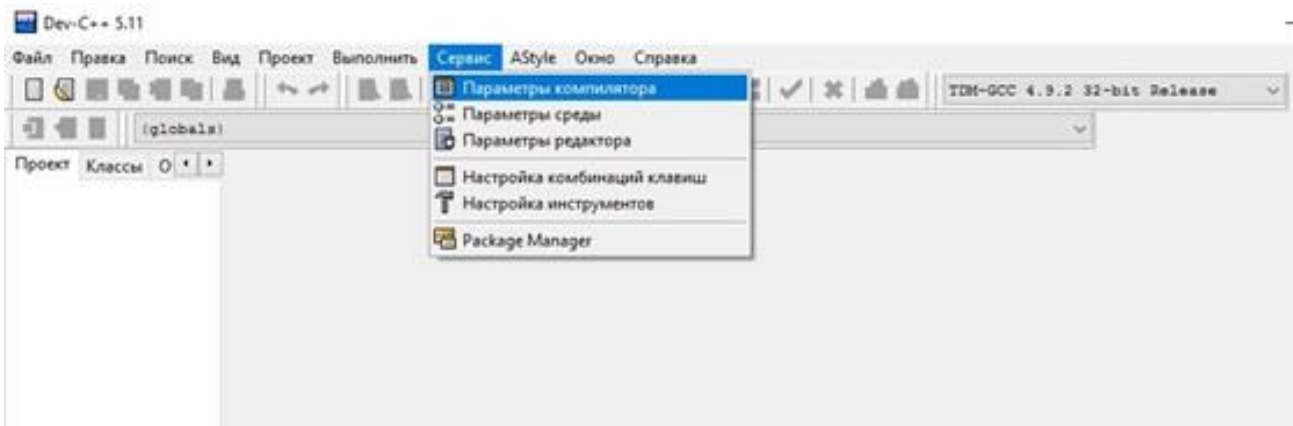 Dev-C++ 5.11
Файл Правка Поиск Вид Проект Выполнить Сервис AStyle Окно Справка
Параметры компилятора
TDM-GCC 4.9.2 32-bit Release
Параметры среды
(globals)
Параметры редактора
Проект Классы О
Настройка комбинаций клавиш
Настройка инструментов
Package Manager